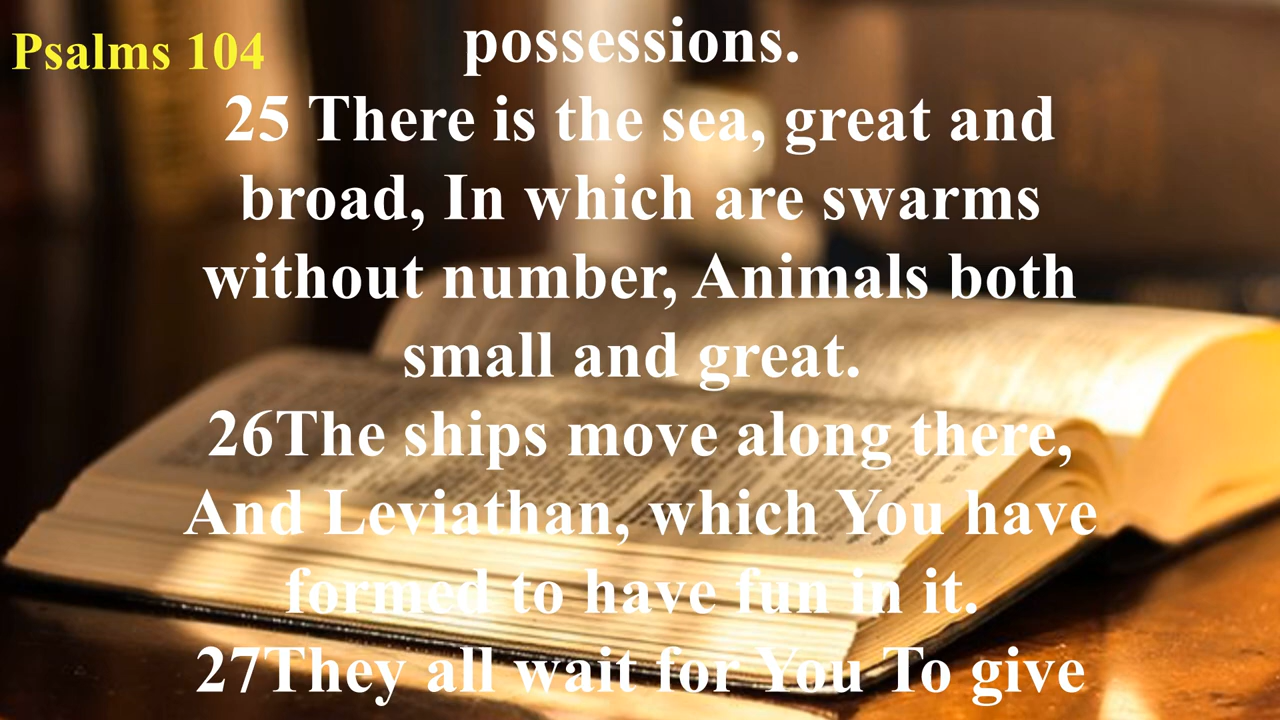 Psalms 104
possessions.
25 There is the sea, great and
broad, In which are swarms
without number, Animals both
small and great.
26The ships move along there,
And Leviathan, which You have
formed to have fun in it.
27They all wait for You To give